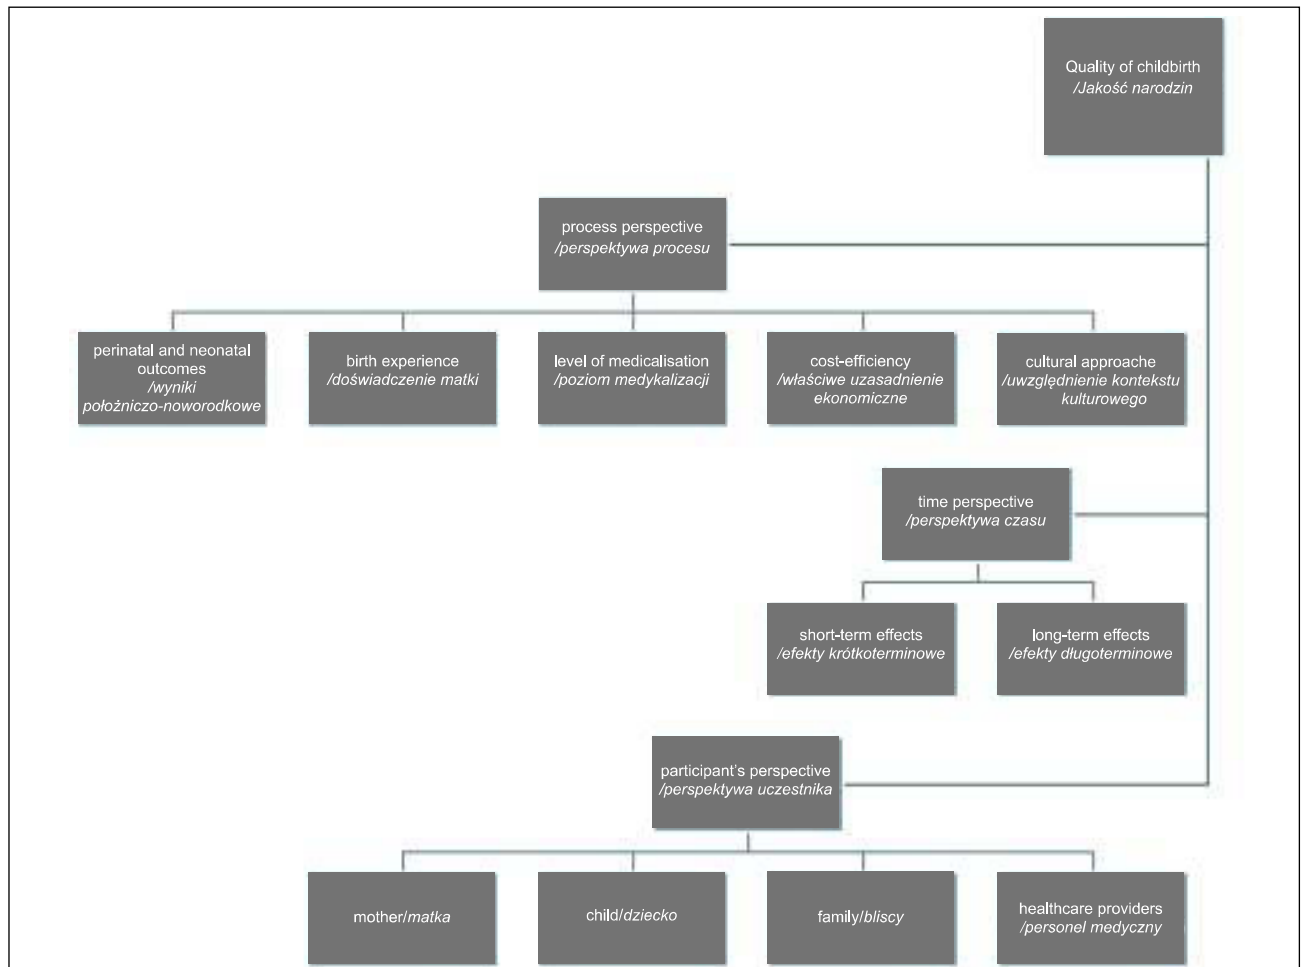 Quality of childbirth
/Jakość narodzin
process perspective
/perspektywa procesu
perinatal and neonatal
outcomes
/wyniki
położniczo-noworodkowe
birth experience
/doświadczenie matki
level of medicalisation
/poziom medykalizacji
cost-efficiency
/właściwe uzasadnienie
ekonomiczne
cultural approache
/uwzględnienie kontekstu
kulturowego
time perspective
/perspektywa czasu
short-term effects
/efekty krótkoterminowe
long-term effects
/efekty długoterminowe
participant's perspective
/perspektywa uczestnika
mother/matka
child/dziecko
family/bliscy
healthcare providers
/personel medyczny